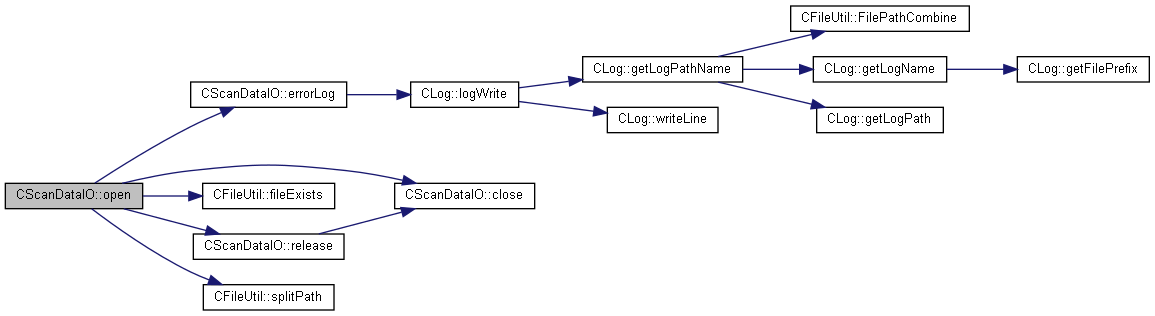 CFileUtil::FilePathCombine
CLog::getLogPathName
CLog::getLogName
CLog::getFilePrefix
CScanDataIO::errorLog
CLog::logWrite
CLog::writeLine
CLog::getLogPath
CScanDataIO::open
CFileUtil::fileExists
CScanDataIO::close
CScanDataIO::release
CFileUtil::splitPath